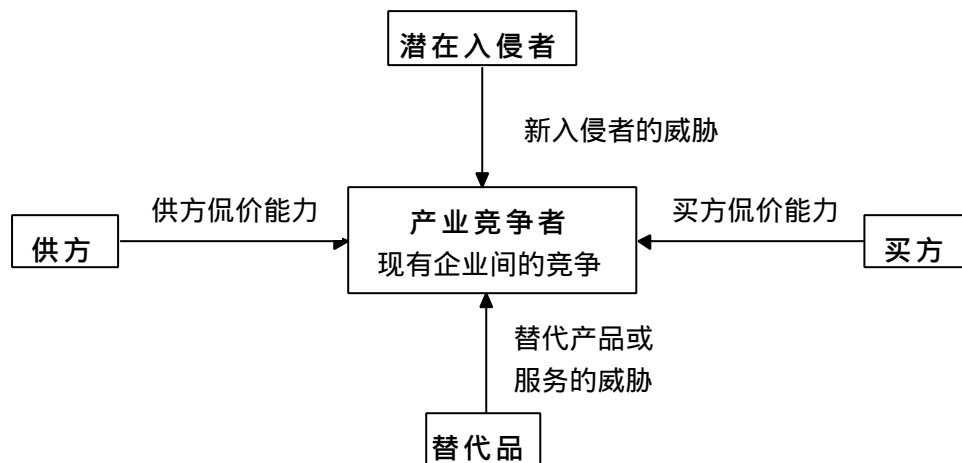 潜在入侵者
新入侵者的威胁
供方侃价能力
产业竞争者
买方侃价能力
供方
现有企业间的竞争
买方
替代产品或
服务的威胁
替代品